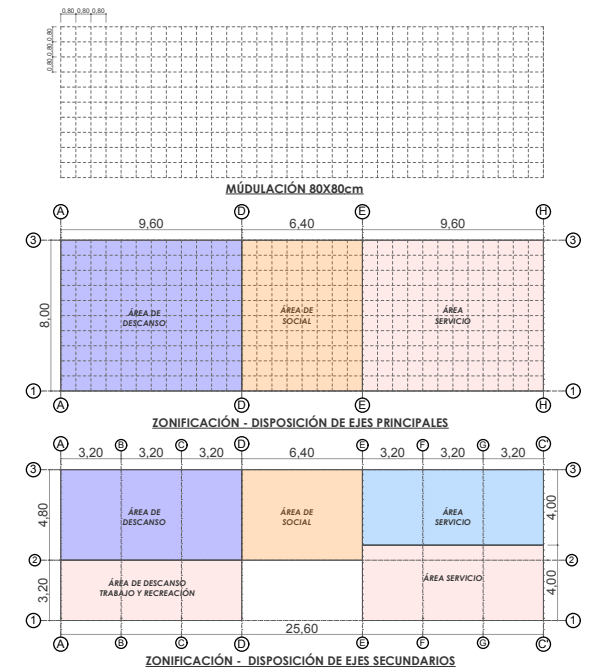 0.80 0.80 0.80
0.80 0.80 0.80
MÚDULACIÓN 80X80cm
A D E H
9,60 6,40 9,60
3 3
8,00
ÁREA DE
DESCANSO
ÁREA DE
SOCIAL
ÁREA
SERVICIO
1 1
A D E H
ZONIFICACIÓN - DISPOSICIÓN DE EJES PRINCIPALES
A B C D E F G C'
3,20 3,20 3,20 6,40 3,20 3,20 3,20
3 3
4,80
ÁREA DE
DESCANSO
ÁREA DE
SOCIAL
ÁREA
SERVICIO
4,00
2 2
3,20
ÁREA DE DESCANSO
TRABAJO Y RECREACIÓN
ÁREA SERVICIO
4,00
1 1
25,60
A B C D E F G C'
ZONIFICACIÓN - DISPOSICIÓN DE EJES SECUNDARIOS